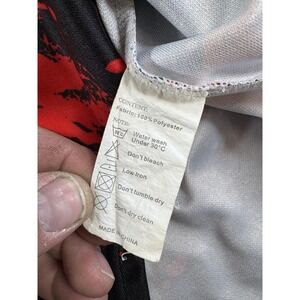 CONTENT:
Fabric: 100% Polyester
NOTE:
Water wash
Under 30°C
Don't bleach
Low Iron
Don't tumble dry
Don't dry clean
MADE IN CHINA